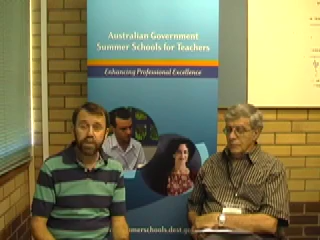 Australian Government
Summer Schools for Teachers
Enhancing Professional Excellence